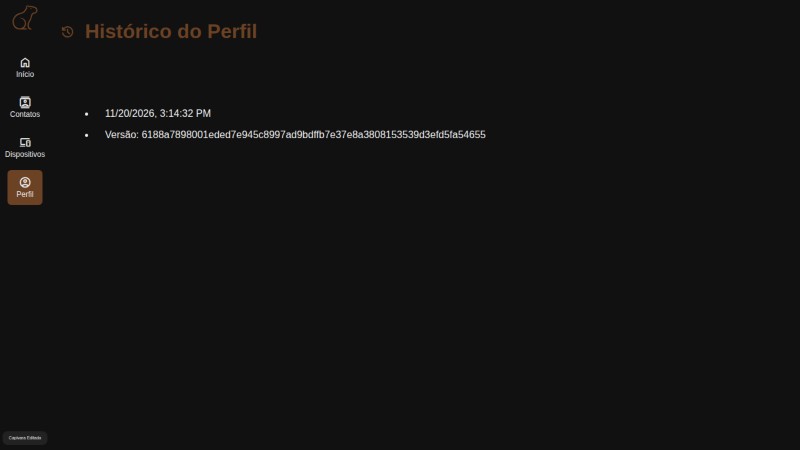 Histórico do Perfil
Início
Contatos
Dispositivos
Perfil
11/20/2026, 3:14:32 PM
Versão: 6188a7898001eded7e945c8997ad9bdffb7e37e8a3808153539d3efd5fa54655
Capivara Editada